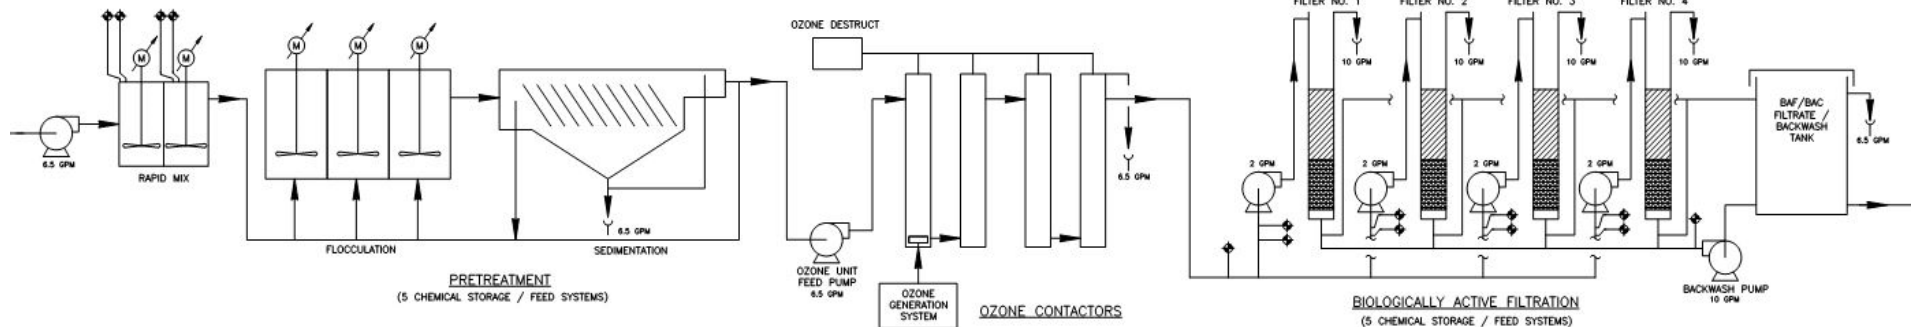 FILTER NO. 1
FILTER NO. 2
FILTER NO. 3
FILTER NO. 4
OZONE DESTRUCT
M
M
M
M
M
10 GPM
10 GPM
10 GPM
10 GPM
BAF/BAC
FILTRATE /
BACKWASH
TANK
6.5 GPM
6.5 GPM
RAPID MIX
2 GPM
2 GPM
2 GPM
2 GPM
6.5 GPM
6.5 GPM
FLOCCULATION
SEDIMENTATION
PRETREATMENT
(5 CHEMICAL STORAGE / FEED SYSTEMS)
OZONE UNIT
FEED PUMP
6.5 GPM
OZONE
GENERATION
SYSTEM
OZONE CONTACTORS
BACKWASH PUMP
10 GPM
BIOLOGICALLY ACTIVE FILTRATION
(5 CHEMICAL STORAGE / FEED SYSTEMS)